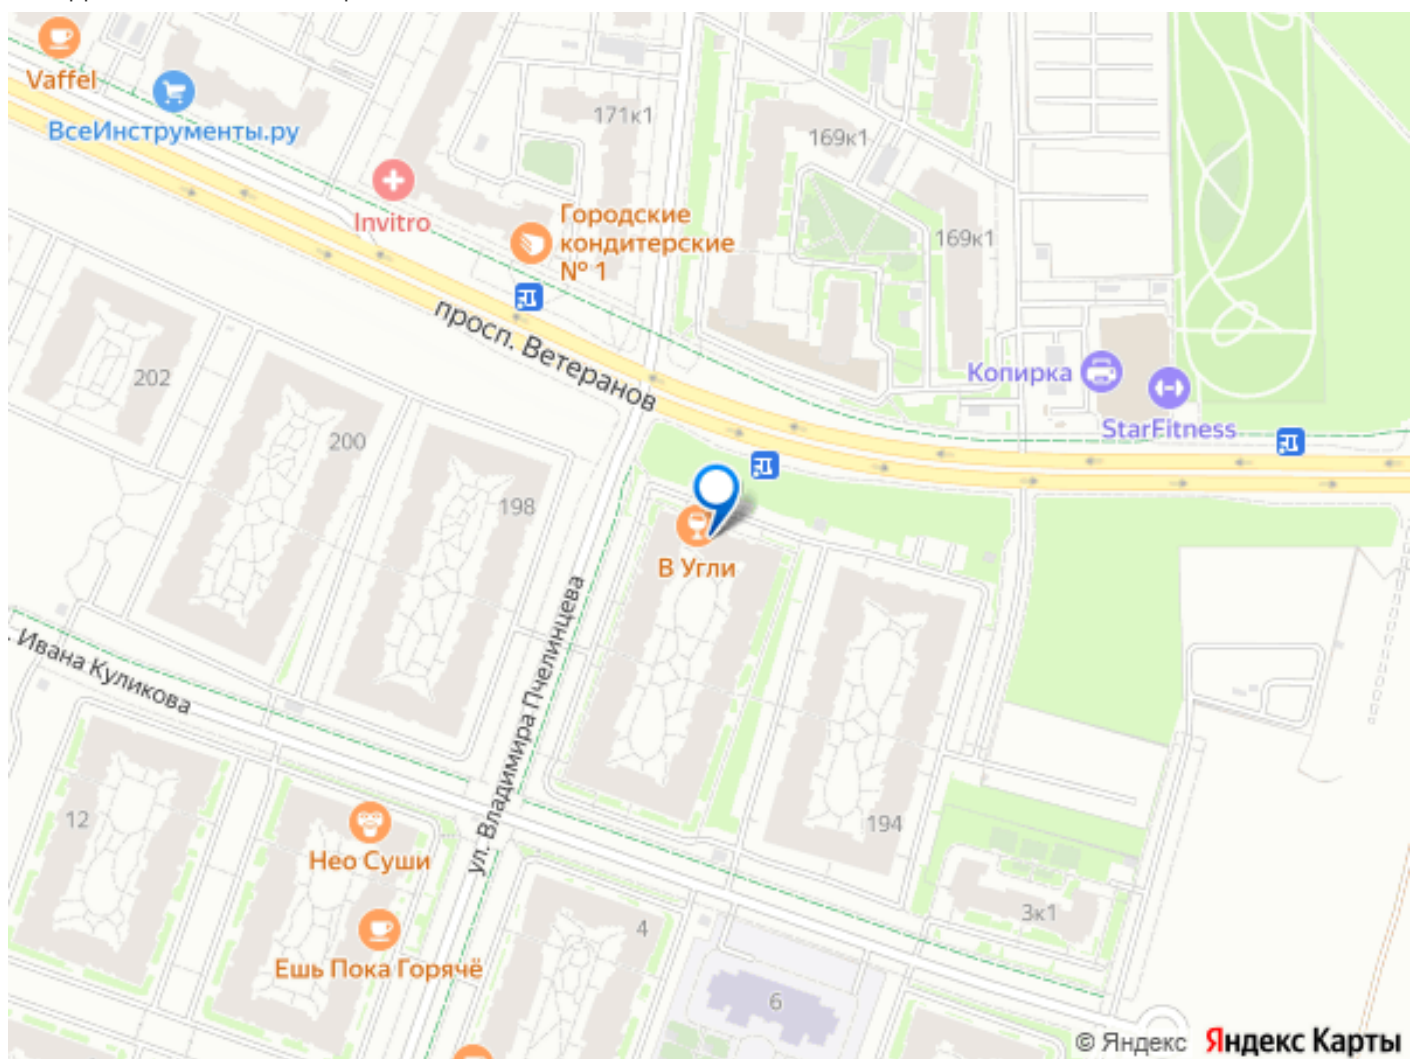 Vaffel
ВсеИнструменты.ру
171к1
169к1
Invitro
Городские
кондитерские
№ 1
169к1
просп. Ветеранов
Копирка
StarFitness
202
200
198
В Угли
ул. Владимира Пчелинцева
Ивана Куликова
12
Нео Суши
194
Ешь Пока Горячё
4
3к1
6
© Яндекс Яндекс Карты